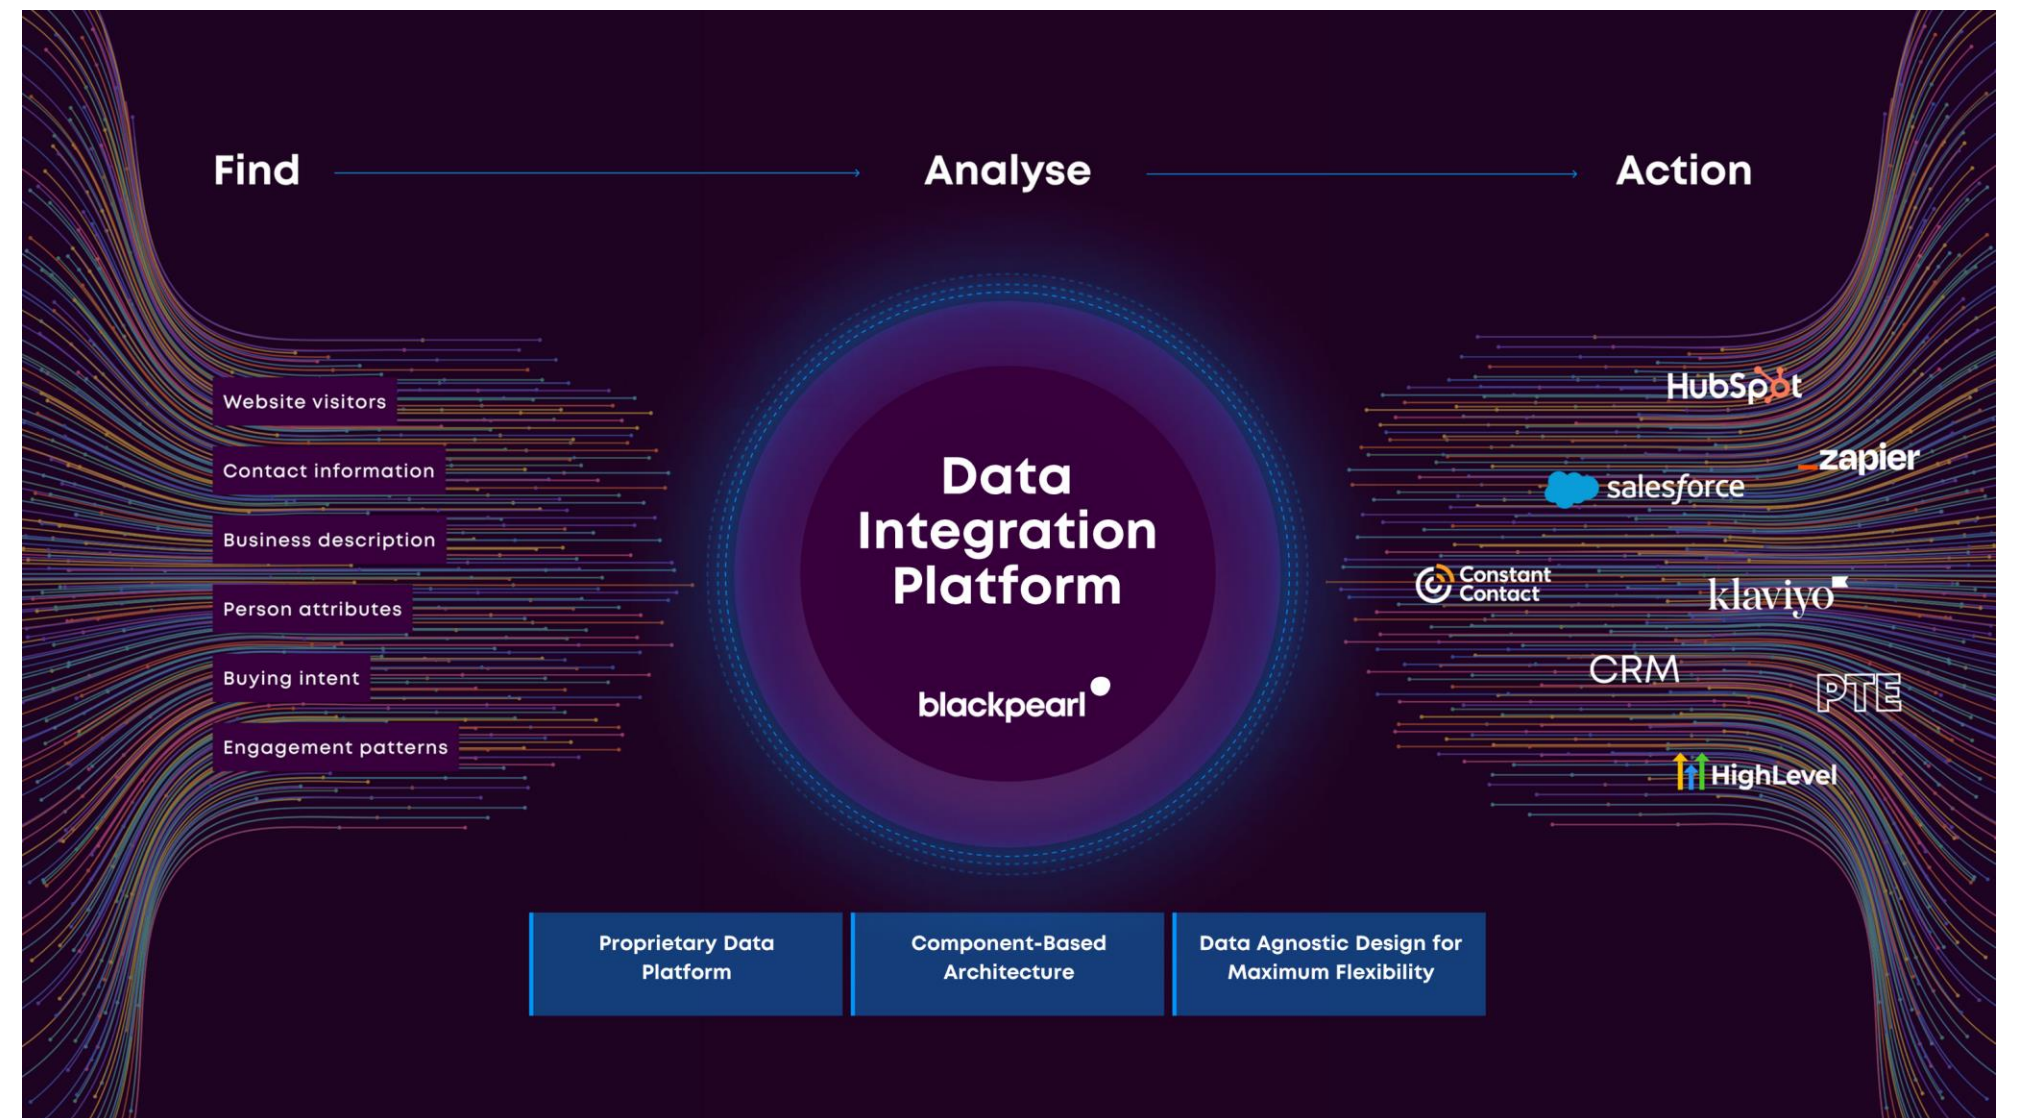 Find
Analyse
Action
Website visitors
Contact information
Business description
Person attributes
Buying intent
Engagement patterns
Data
Integration
Platform
blackpearl
HubSpot
zapier
salesforce
Constant
Contact
klaviyo
CRM
PTE
HighLevel
Proprietary Data
Platform
Component-Based
Architecture
Data Agnostic Design for
Maximum Flexibility